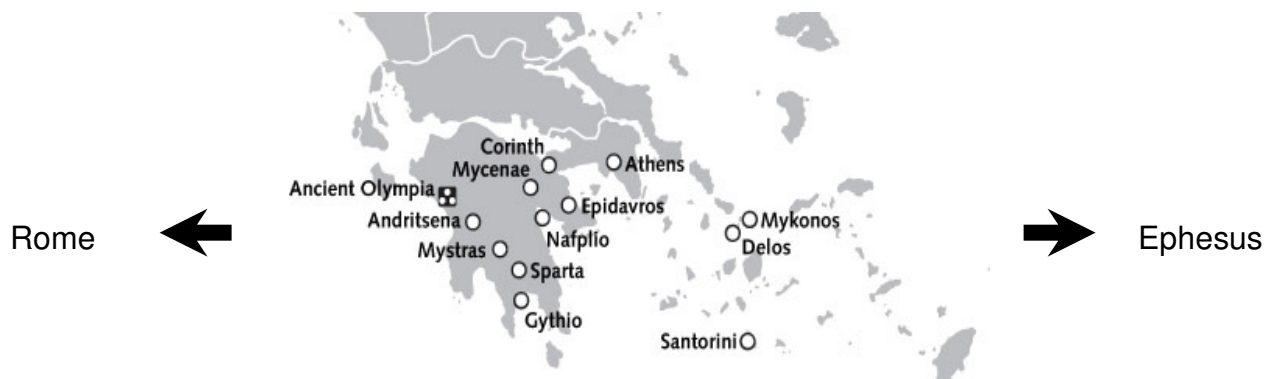 Corinth
Mycenae
Athens
Ancient Olympia
Epidavros
Andritsena
Mykonos
Rome
Nafplio
Delos
Ephesus
Mystras
Sparta
Gythio
Santorini